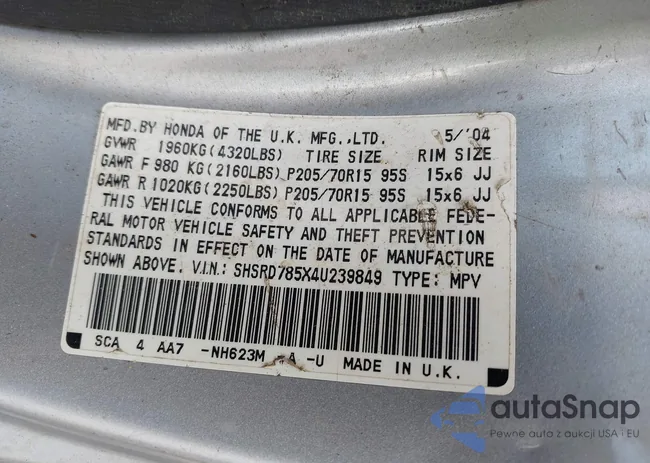 MFD.BY HONDA OF THE U.K. MFG.,LTD. 5/'04
GVWR 1960KG(4320LBS) TIRE SIZE RIM SIZE
GAWR F 980 KG(2160LBS) P205/70R15 95S 15x6 JJ
GAWR R 1020KG(2250LBS) P205/70R15 95S 15x6 JJ
THIS VEHICLE CONFORMS TO ALL APPLICABLE FEDE-
RAL MOTOR VEHICLE SAFETY AND THEFT PREVENTION
STANDARDS IN EFFECT ON THE DATE OF MANUFACTURE
SHOWN ABOVE. V.I.N: SHSRD785X4U239849 TYPE: MPV
SCA 4 AA7 -NH623M -A -U MADE IN U.K.
autaSnap
Pewne auta z aukcji USA i EU